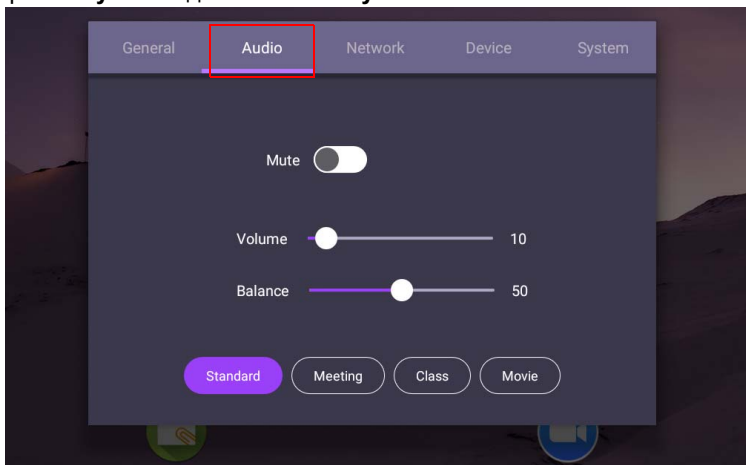 General Audio Network Device System
Mute
Volume 10
Balance 50
Standard Meeting Class Movie